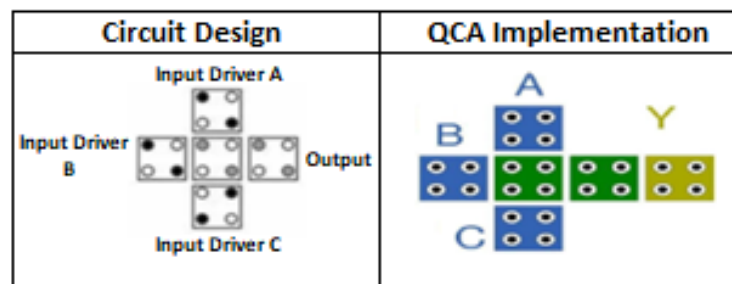 Circuit Design
QCA Implementation
Input Driver A
Input Driver
B
Output
Input Driver C
A
B
Y
C